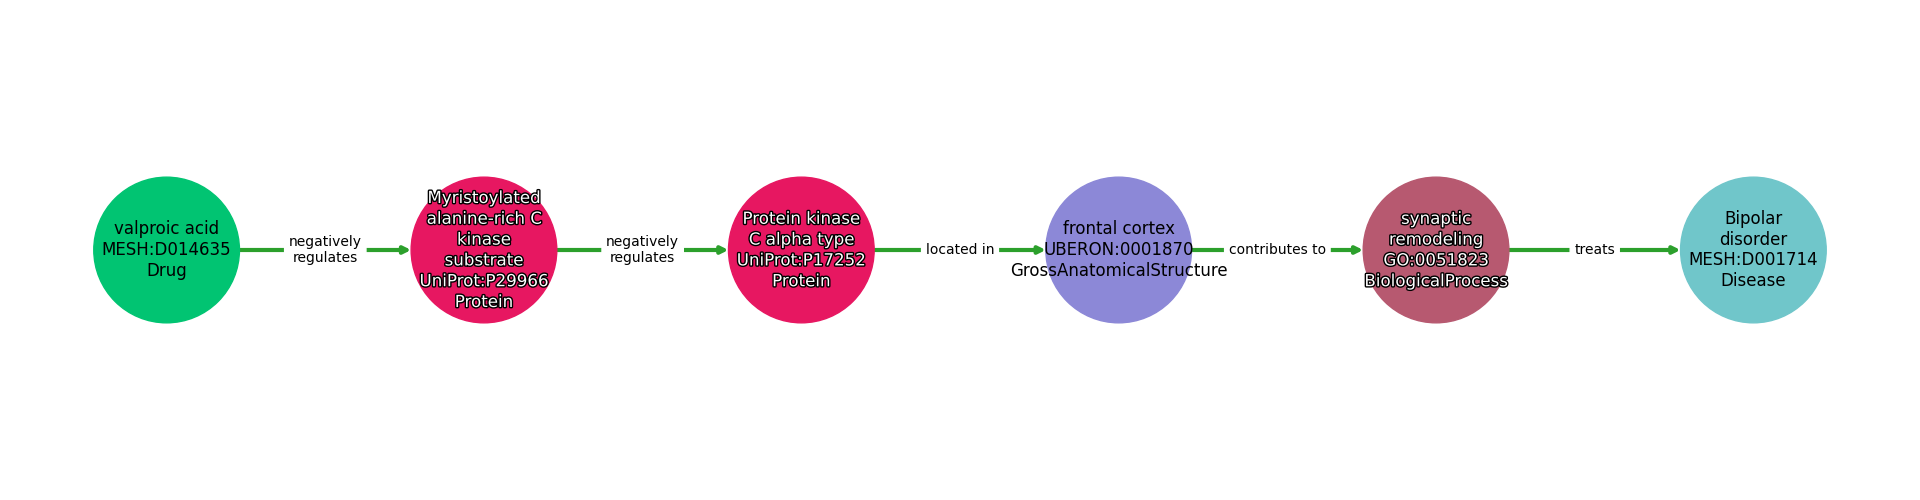 valproic acid
MESH:D014635
Drug
negatively
regulates
Myristoylated
alanine-rich C
kinase
substrate
UniProt:P29966
Protein
negatively
regulates
Protein kinase
C alpha type
UniProt:P17252
Protein
located in
frontal cortex
UBERON:0001870
GrossAnatomicalStructure
contributes to
synaptic
remodeling
GO:0051823
BiologicalProcess
treats
Bipolar
disorder
MESH:D001714
Disease